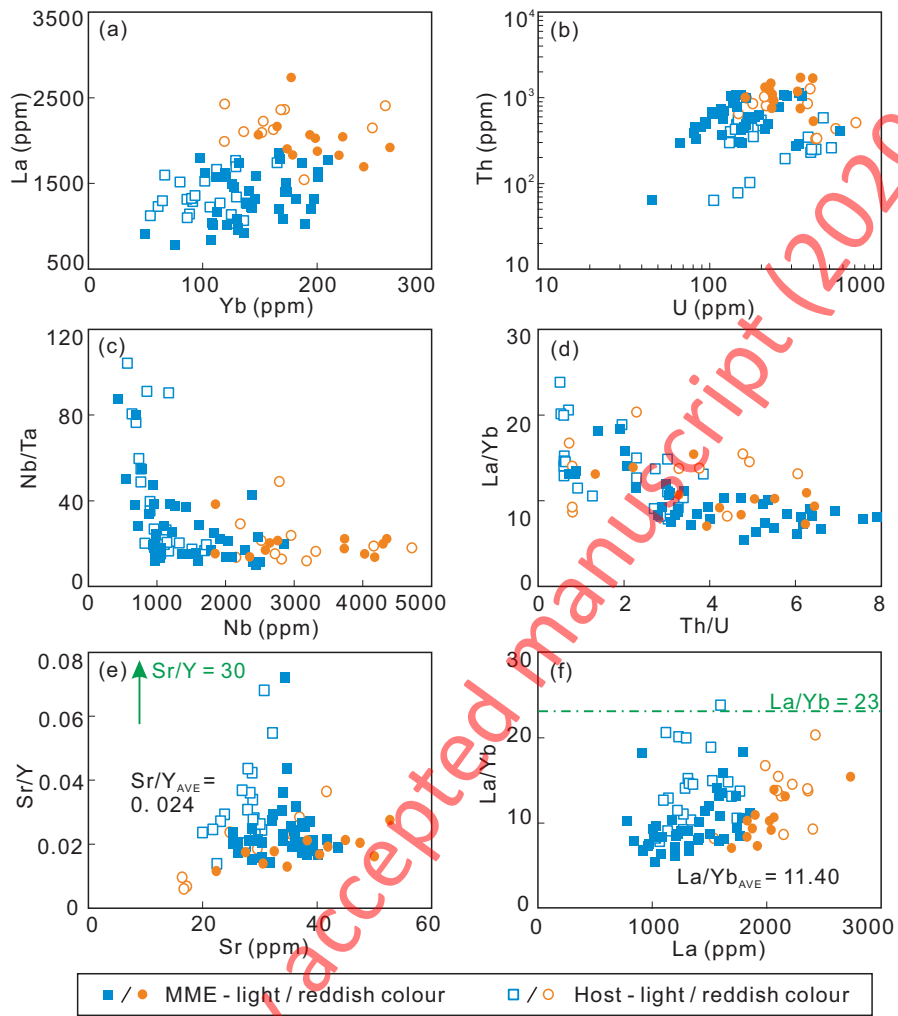 3500
(a)
2500
1500
500
La (ppm)
0
100
200
300
Yb (ppm)
10³
(b)
10³
10²
10
Th (ppm)
10
100
1000
U (ppm)
120
(c)
80
40
0
Nb/Ta
0
1000
2000
3000
4000
5000
Nb (ppm)
30
(d)
20
10
0
La/Yb
0
2
4
6
8
Th/U
0.08
(e)
Sr/Y = 30
0.06
0.04
0.02
0
Sr/Y
Sr/Y AVE =
0. 024
0
20
40
60
Sr (ppm)
30
(f)
La/Yb = 23
20
10
0
La/Yb
La/Yb AVE = 11.40
0
1000
2000
3000
La (ppm)
/ MME - light / reddish colour
/ Host - light / reddish colour
accepted manuscript (2020